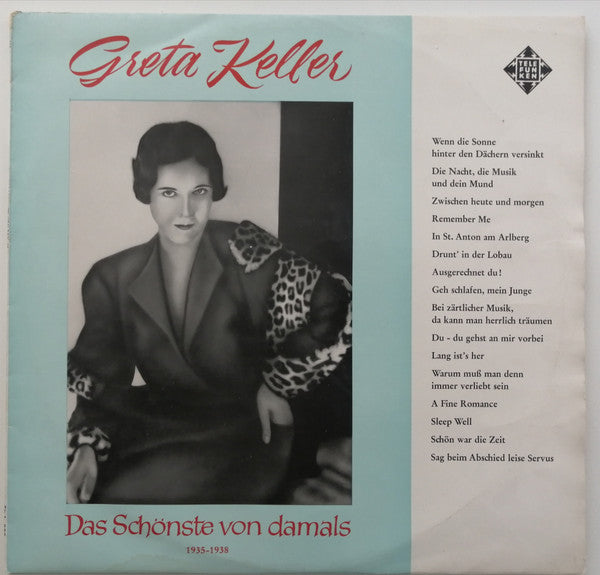 Greta Keller
TELE
FUN
KEN
Wenn die Sonne
hinter den Dächern versinkt
Die Nacht, die Musik
und dein Mund
Zwischen heute und morgen
Remember Me
In St. Anton am Arlberg
Drunt' in der Lobau
Ausgerechnet du!
Geh schlafen, mein Junge
Bei zärtlicher Musik,
da kann man herrlich träumen
Du - du gehst an mir vorbei
Lang ist's her
Warum muß man denn
immer verliebt sein
A Fine Romance
Sleep Well
Schön war die Zeit
Sag beim Abschied leise Servus
Das Schönste von damals
1935-1938